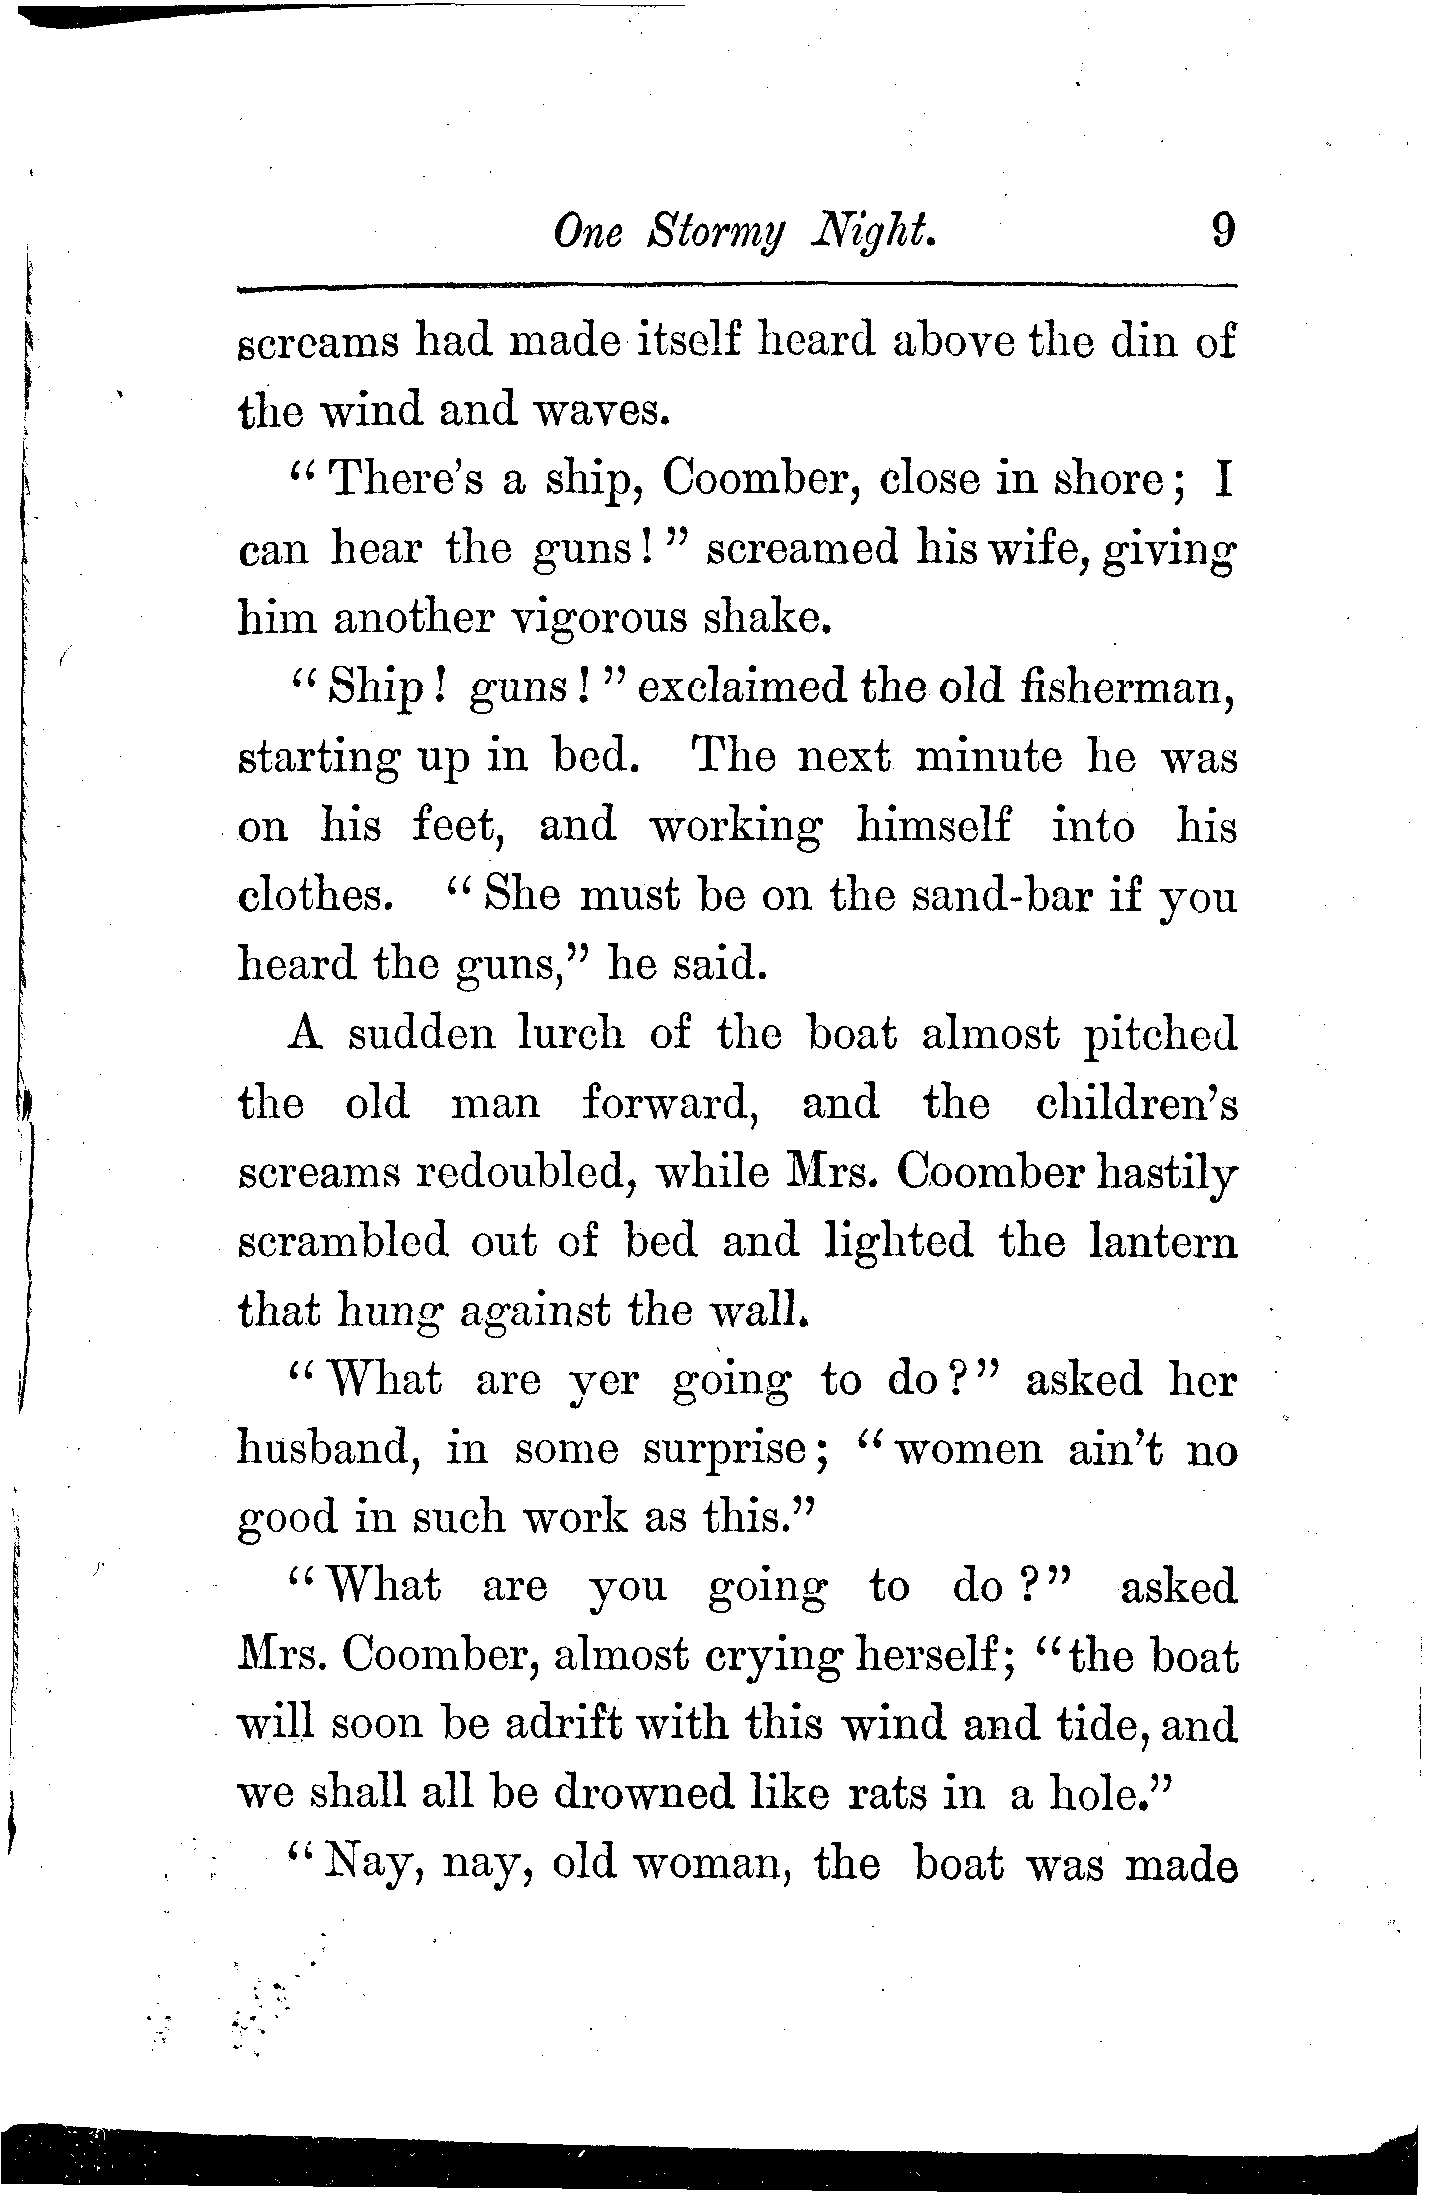 One Stormy Night. 9
screams had made itself heard above the din of
the wind and waves.
“There's a ship, Coomber, close in shore; I
can hear the guns!” screamed his wife, giving
him another vigorous shake.
“Ship! guns!” exclaimed the old fisherman,
starting up in bed. The next minute he was
on his feet, and working himself into his
clothes. “She must be on the sand-bar if you
heard the guns,” he said.
A sudden lurch of the boat almost pitched
the old man forward, and the children's
screams redoubled, while Mrs. Coomber hastily
scrambled out of bed and lighted the lantern
that hung against the wall.
“What are yer going to do?” asked her
husband, in some surprise; “women ain't no
good in such work as this.”
“What are you going to do?” asked
Mrs. Coomber, almost crying herself; “the boat
will soon be adrift with this wind and tide, and
we shall all be drowned like rats in a hole.”
“Nay, nay, old woman, the boat was made